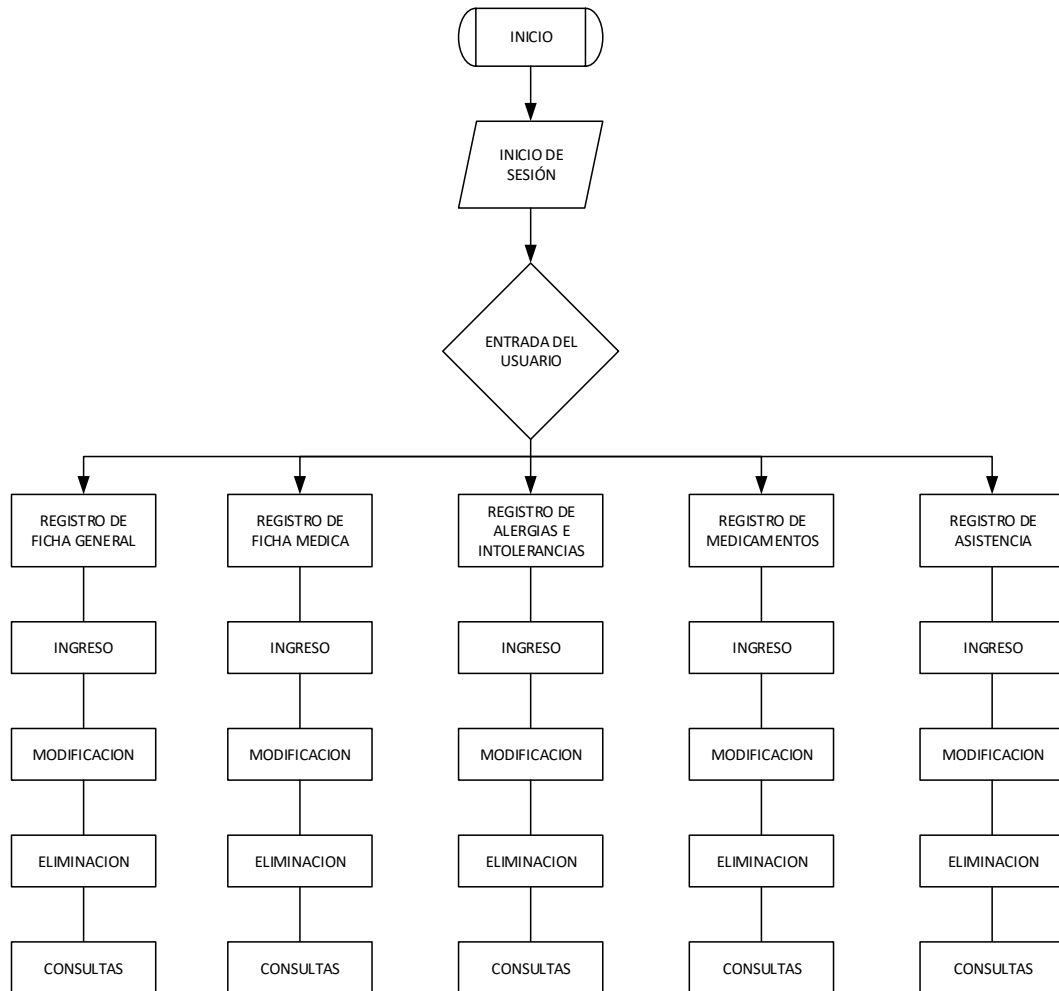 INICIO
INICIO DE
SESIÓN
ENTRADA DEL
USUARIO
REGISTRO DE
FICHA GENERAL
REGISTRO DE
FICHA MEDICA
REGISTRO DE
ALERGIAS E
INTOLERANCIAS
REGISTRO DE
MEDICAMENTOS
REGISTRO DE
ASISTENCIA
INGRESO
INGRESO
INGRESO
INGRESO
INGRESO
MODIFICACION
MODIFICACION
MODIFICACION
MODIFICACION
MODIFICACION
ELIMINACION
ELIMINACION
ELIMINACION
ELIMINACION
ELIMINACION
CONSULTAS
CONSULTAS
CONSULTAS
CONSULTAS
CONSULTAS